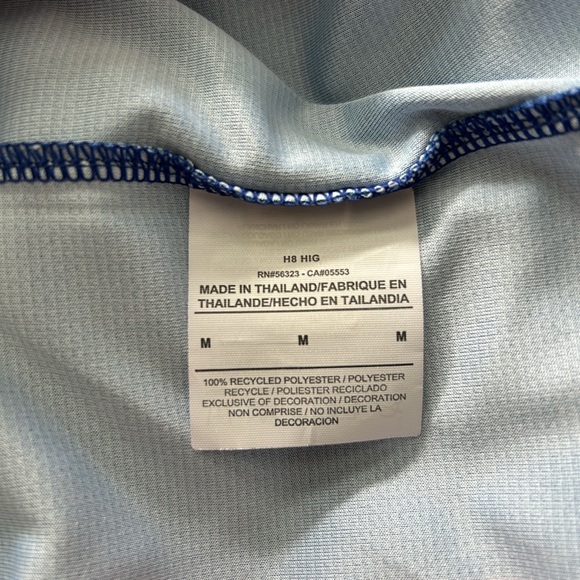 H8 HIG
RN#56323 - CA#05553
MADE IN THAILAND/FABRIQUE EN
THAILANDE/HECHO EN TAILANDIA
M M M
100% RECYCLED POLYESTER / POLYESTER
RECYCLE / POLIESTER RECICLADO
EXCLUSIVE OF DECORATION / DECORATION
NON COMPRISE / NO INCLUYE LA
DECORACION